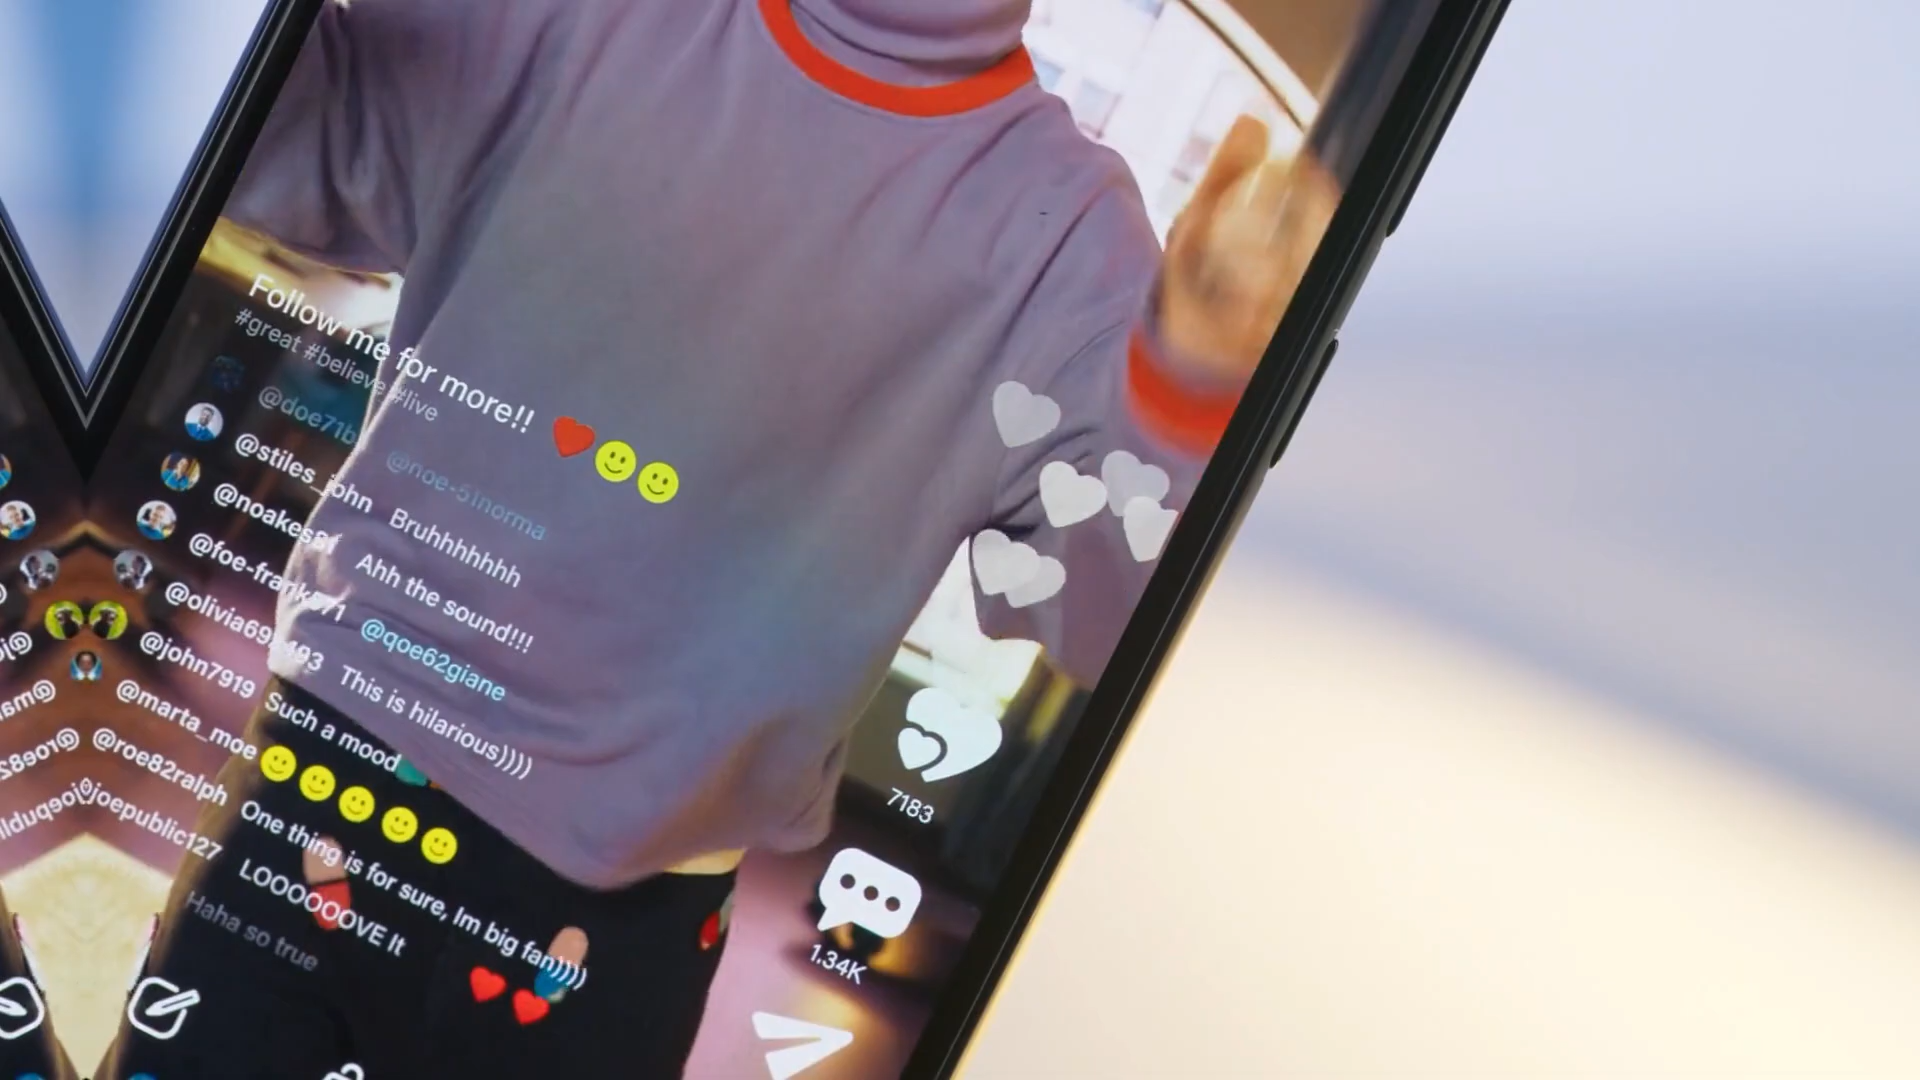 Follow me for more!! ❤️🙂🙂
#great #believe #live
@doe71b
@noe-51norma
@stiles_john Bruhhhhhhh
@noakes81 Ahh the sound!!!
@foe-frank571 @qoe62giane
@olivia69_493 This is hilarious))))
@john7919 Such a mood
@marta_moe 🙂🙂🙂🙂🙂
@roe82ralph One thing is for sure, Im big fan))))
@joepublic127 LOOOOOOVE It
Haha so true
❤️❤️
7183
1.34K